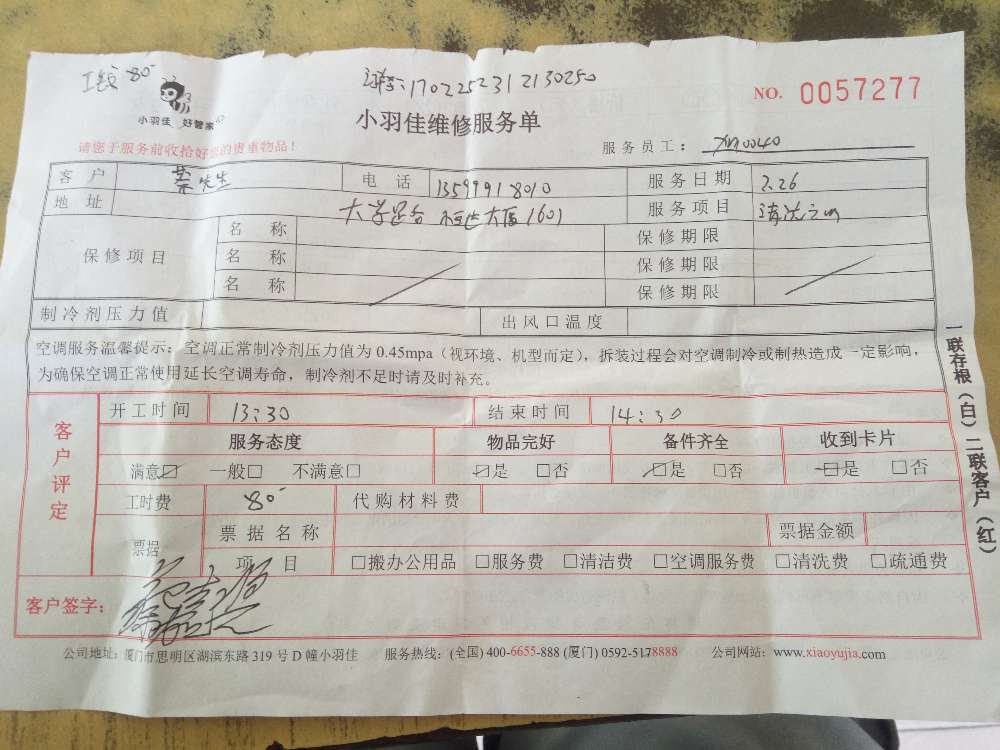 80
1702252312130250
NO. 0057277
小羽佳 好管家
小羽佳维修服务单
请您于服务前收拾好您的贵重物品!
服务员工:
客户 蔡先生 电话 13599918010 服务日期 2.26
地址 1601 服务项目 清洗
保修项目 名称 保修期限
名称 保修期限
名称 保修期限
制冷剂压力值 出风口温度
空调服务温馨提示:空调正常制冷剂压力值为0.45mpa(视环境、机型而定),拆装过程会对空调制冷或制热造成一定影响,
为确保空调正常使用延长空调寿命,制冷剂不足时请及时补充。
客户评定
开工时间 13:30 结束时间 14:30
服务态度 物品完好 备件齐全 收到卡片
满意☑ 一般□ 不满意□ ☑是 □否 ☑是 □否 ☑是 □否
工时费 80 代购材料费
票据 票据名称 票据金额
项目 □搬办公用品 □服务费 □清洁费 □空调服务费 □清洗费 □疏通费
客户签字:
公司地址:厦门市思明区湖滨东路319号D幢小羽佳 服务热线:(全国)400-6655-888 (厦门) 0592-5178888 公司网站:www.xiaoyujia.com
一联存根(白)二联客户(红)